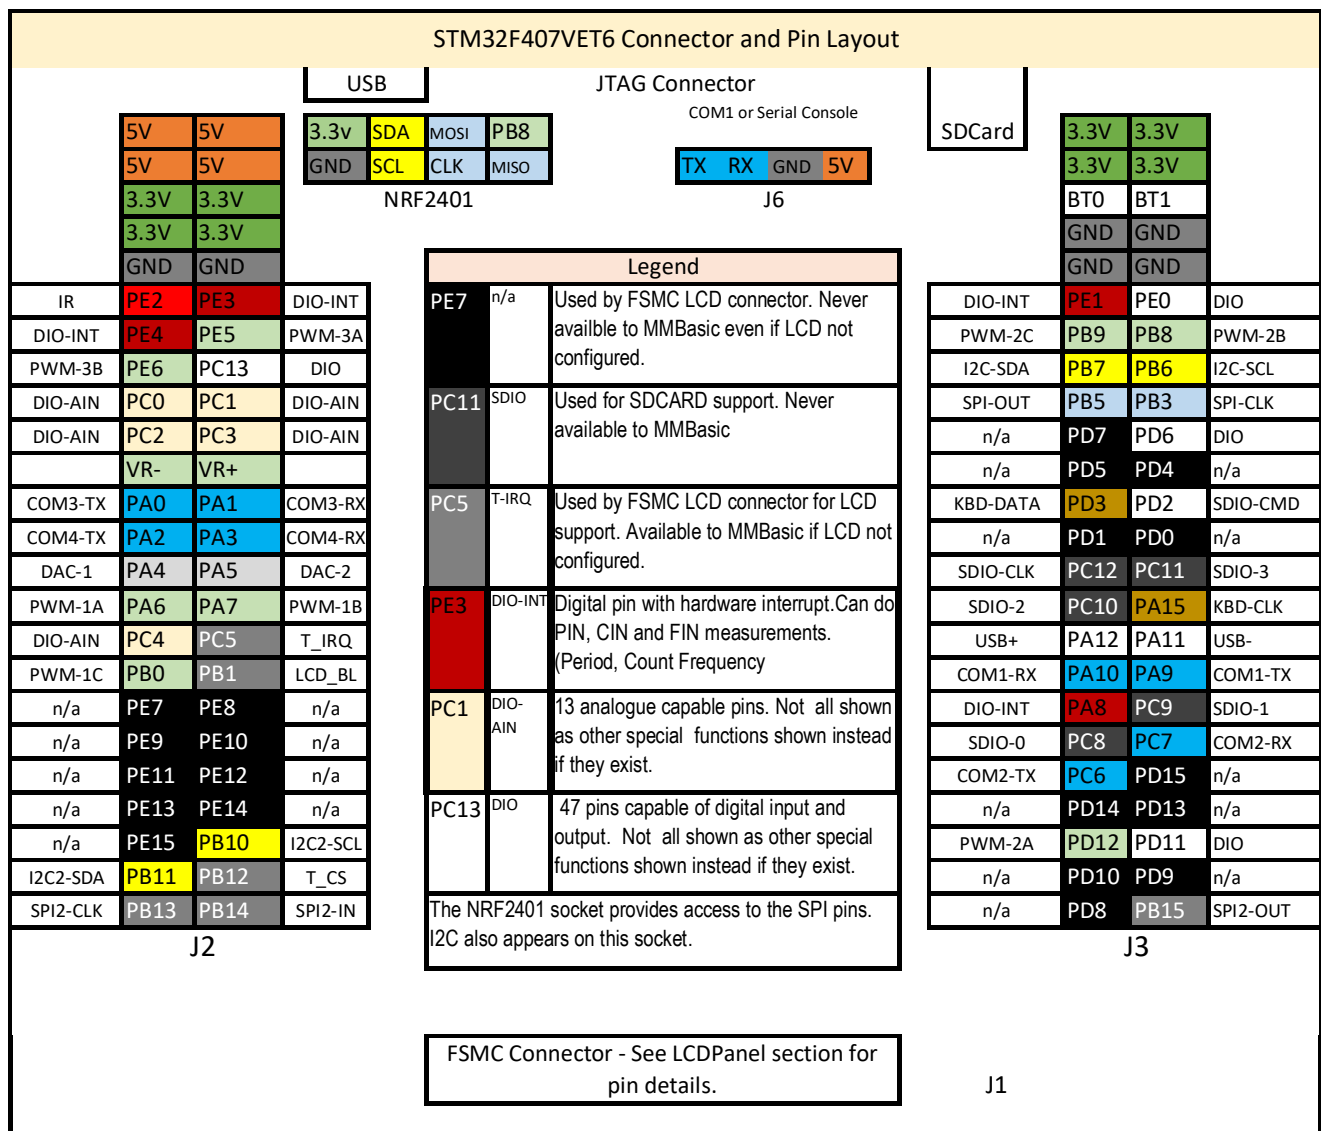 STM32F407VET6 Connector and Pin Layout
USB JTAG Connector
COM1 or Serial Console
SDCard
5V 5V 3.3v SDA MOSI PB8 3.3V 3.3V
5V 5V GND SCL CLK MISO TX RX GND 5V 3.3V 3.3V
3.3V 3.3V NRF2401 J6 BT0 BT1
3.3V 3.3V GND GND
GND GND GND GND
IR PE2 PE3 DIO-INT
DIO-INT PE4 PE5 PWM-3A
PWM-3B PE6 PC13 DIO
DIO-AIN PC0 PC1 DIO-AIN
DIO-AIN PC2 PC3 DIO-AIN
VR- VR+
COM3-TX PA0 PA1 COM3-RX
COM4-TX PA2 PA3 COM4-RX
DAC-1 PA4 PA5 DAC-2
PWM-1A PA6 PA7 PWM-1B
DIO-AIN PC4 PC5 T_IRQ
PWM-1C PB0 PB1 LCD_BL
n/a PE7 PE8 n/a
n/a PE9 PE10 n/a
n/a PE11 PE12 n/a
n/a PE13 PE14 n/a
n/a PE15 PB10 I2C2-SCL
I2C2-SDA PB11 PB12 T_CS
SPI2-CLK PB13 PB14 SPI2-IN
J2
Legend
PE7 n/a Used by FSMC LCD connector. Never
availble to MMBasic even if LCD not
configured.
PC11 SDIO Used for SDCARD support. Never
available to MMBasic
PC5 T-IRQ Used by FSMC LCD connector for LCD
support. Available to MMBasic if LCD not
configured.
PE3 DIO-INT Digital pin with hardware interrupt.Can do
PIN, CIN and FIN measurements.
(Period, Count Frequency
PC1 DIO-AIN 13 analogue capable pins. Not all shown
as other special functions shown instead
if they exist.
PC13 DIO 47 pins capable of digital input and
output. Not all shown as other special
functions shown instead if they exist.
The NRF2401 socket provides access to the SPI pins.
I2C also appears on this socket.
DIO-INT PE1 PE0 DIO
PWM-2C PB9 PB8 PWM-2B
I2C-SDA PB7 PB6 I2C-SCL
SPI-OUT PB5 PB3 SPI-CLK
n/a PD7 PD6 DIO
n/a PD5 PD4 n/a
KBD-DATA PD3 PD2 SDIO-CMD
n/a PD1 PD0 n/a
SDIO-CLK PC12 PC11 SDIO-3
SDIO-2 PC10 PA15 KBD-CLK
USB+ PA12 PA11 USB-
COM1-RX PA10 PA9 COM1-TX
DIO-INT PA8 PC9 SDIO-1
SDIO-0 PC8 PC7 COM2-RX
COM2-TX PC6 PD15 n/a
n/a PD14 PD13 n/a
PWM-2A PD12 PD11 DIO
n/a PD10 PD9 n/a
n/a PD8 PB15 SPI2-OUT
J3
FSMC Connector - See LCDPanel section for
pin details.
J1